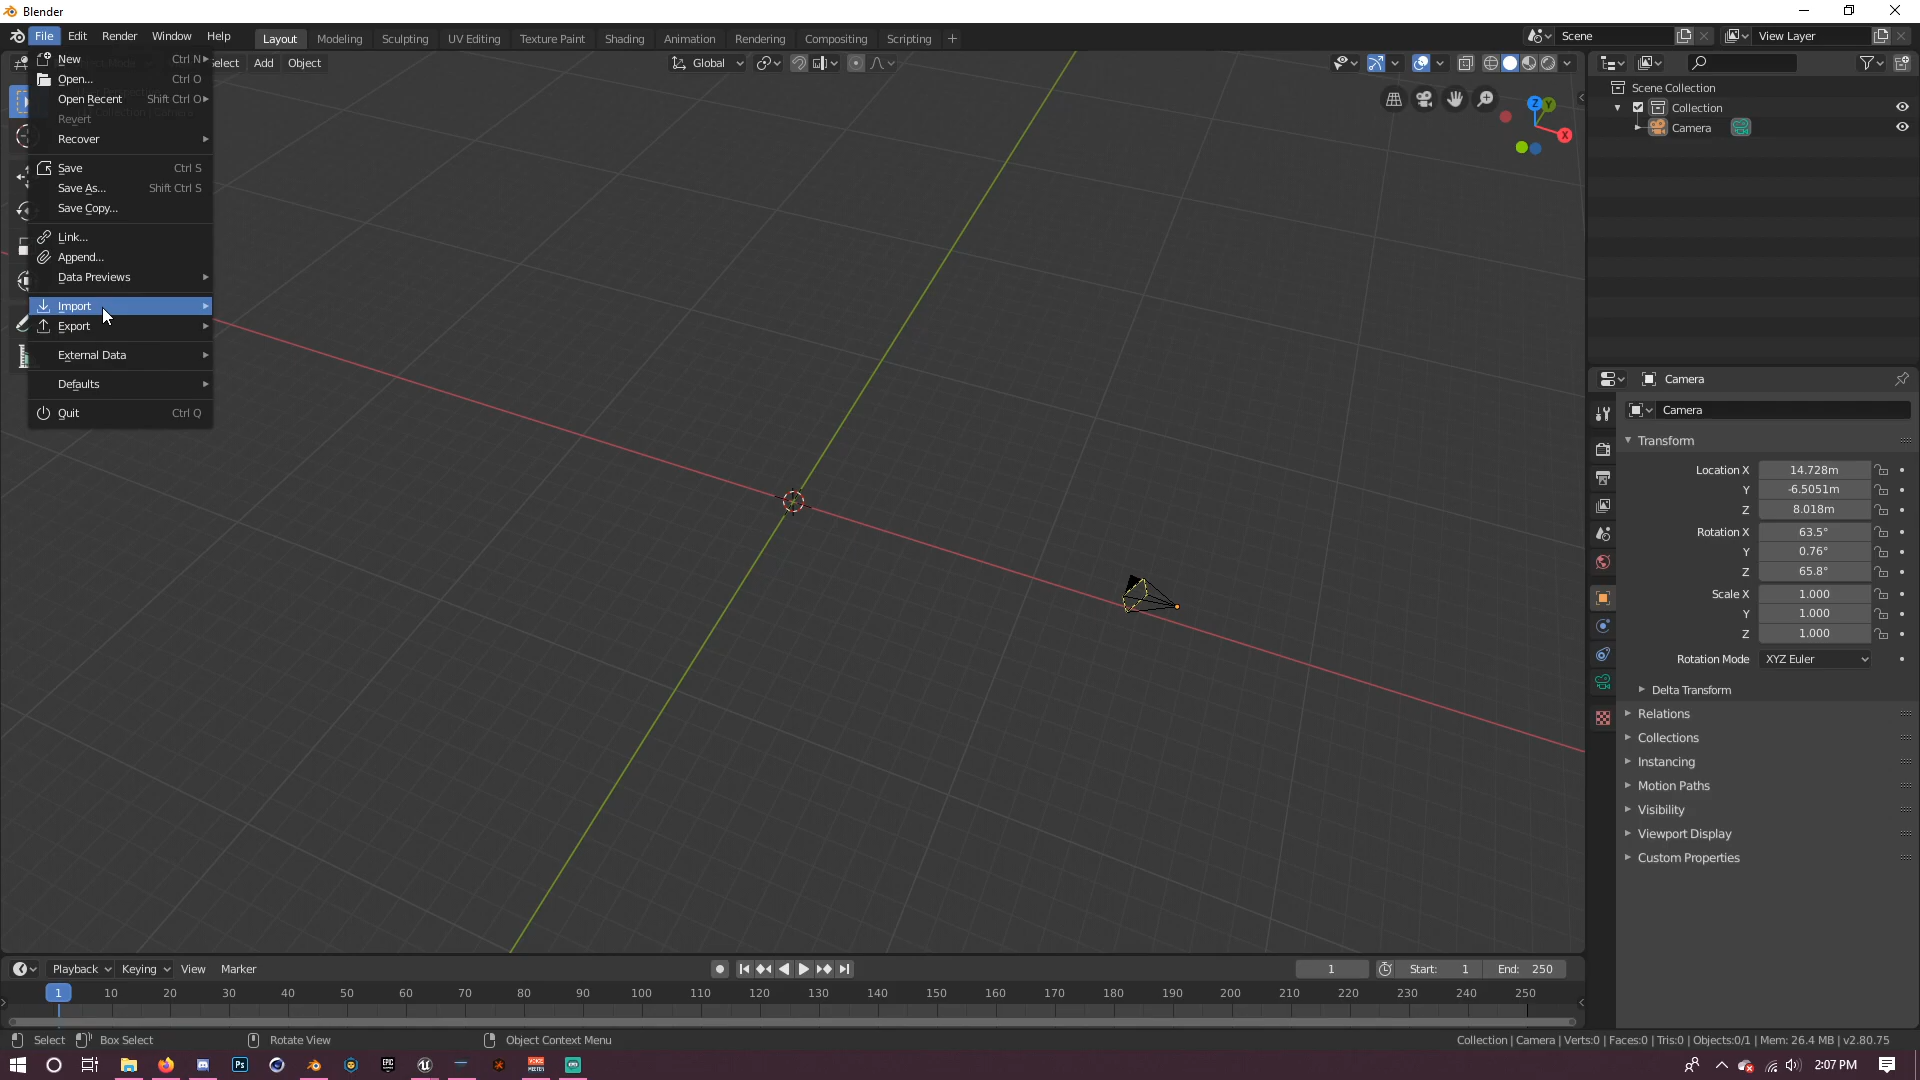 Blender
File Edit Render Window Help Layout Modeling Sculpting UV Editing Texture Paint Shading Animation Rendering Compositing Scripting + Scene View Layer
New Ctrl N
Open... Ctrl O
Open Recent Shift Ctrl O
Revert
Recover
Save Ctrl S
Save As... Shift Ctrl S
Save Copy...
Link...
Append...
Data Previews
Import
Export
External Data
Defaults
Quit Ctrl Q
elect Add Object Global
Z Y
X
Scene Collection
Collection
Camera
Camera
Camera
Transform
Location X 14.728m
Y -6.5051m
Z 8.018m
Rotation X 63.5°
Y 0.76°
Z 65.8°
Scale X 1.000
Y 1.000
Z 1.000
Rotation Mode XYZ Euler
Delta Transform
Relations
Collections
Instancing
Motion Paths
Visibility
Viewport Display
Custom Properties
Playback Keying View Marker 1 Start: 1 End: 250
1 10 20 30 40 50 60 70 80 90 100 110 120 130 140 150 160 170 180 190 200 210 220 230 240 250
Select Box Select Rotate View Object Context Menu Collection | Camera | Verts:0 | Faces:0 | Tris:0 | Objects:0/1 | Mem: 26.4 MB | v2.80.75
Ps EPIC 2:07 PM